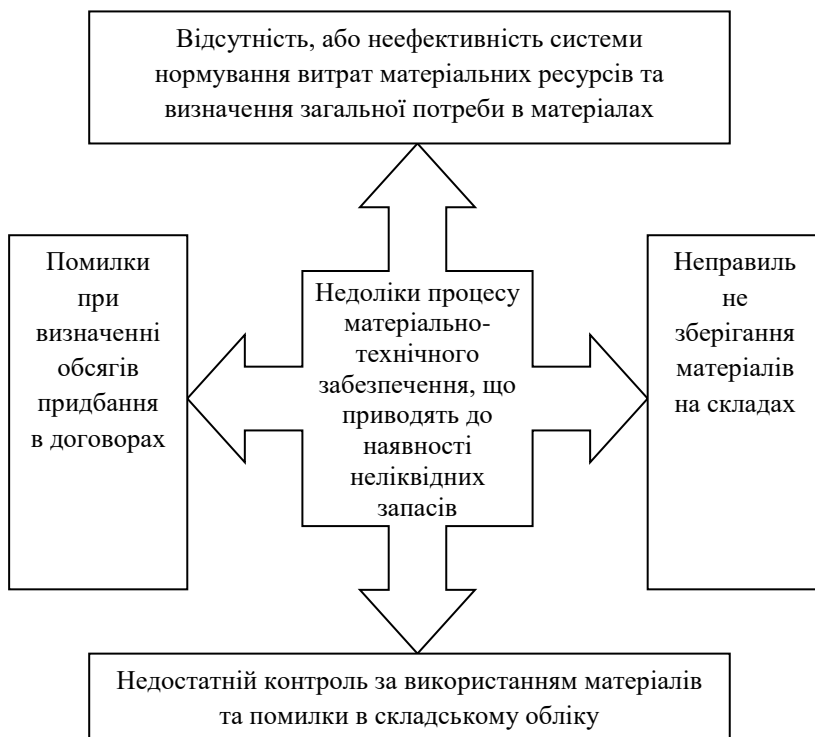 Відсутність, або неефективність системи
нормування витрат матеріальних ресурсів та
визначення загальної потреби в матеріалах
Помилки
при
визначенні
обсягів
придбання
в договорах
Недоліки процесу
матеріально-
технічного
забезпечення, що
приводять до
наявності
неліквідних
запасів
Неправиль
не
зберігання
матеріалів
на складах
Недостатній контроль за використанням матеріалів
та помилки в складському обліку